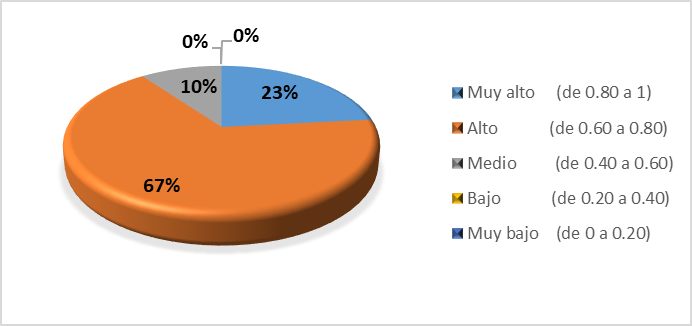 0% 0%
10% 23%
67%
Muy alto (de 0.80 a 1)
Alto (de 0.60 a 0.80)
Medio (de 0.40 a 0.60)
Bajo (de 0.20 a 0.40)
Muy bajo (de 0 a 0.20)